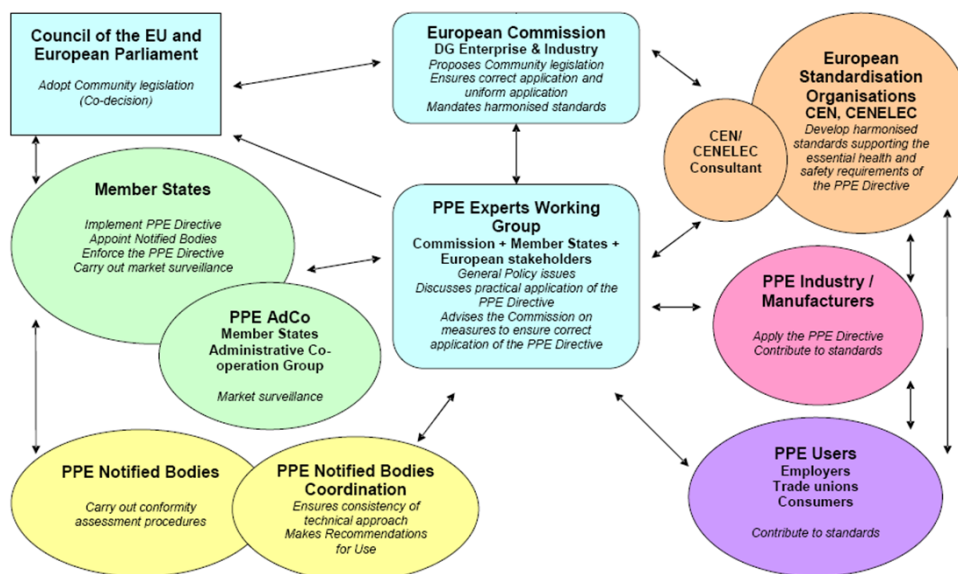 Council of the EU and
European Parliament
Adopt Community legislation
(Co-decision)
European Commission
DG Enterprise & Industry
Proposes Community legislation
Ensures correct application and
uniform application
Mandates harmonised standards
European
Standardisation
Organisations
CEN, CENELEC
Develop harmonised
standards supporting the
essential health and
safety requirements of
the PPE Directive
CEN/
CENELEC
Consultant
Member States
Implement PPE Directive
Appoint Notified Bodies
Enforce the PPE Directive
Carry out market surveillance
PPE Experts Working
Group
Commission + Member States +
European stakeholders
General Policy issues
Discusses practical application of the
PPE Directive
Advises the Commission on
measures to ensure correct
application of the PPE Directive
PPE Industry /
Manufacturers
Apply the PPE Directive
Contribute to standards
PPE AdCo
Member States
Administrative Co-
operation Group
Market surveillance
PPE Notified Bodies
Carry out conformity
assessment procedures
PPE Notified Bodies
Coordination
Ensures consistency of
technical approach
Makes Recommendations
for Use
PPE Users
Employers
Trade unions
Consumers
Contribute to standards